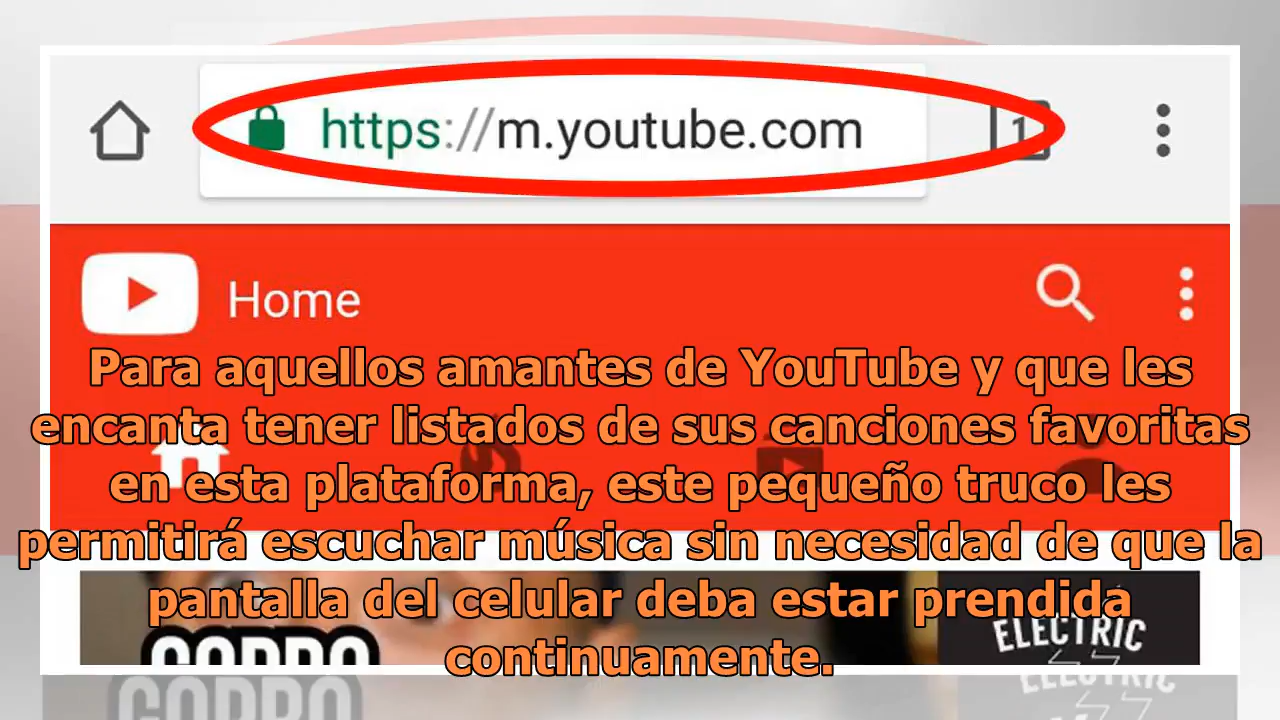 https://m.youtube.com
1
Home
Para aquellos amantes de YouTube y que les
encanta tener listados de sus canciones favoritas
en esta plataforma, este pequeño truco les
permitirá escuchar música sin necesidad de que la
pantalla del celular deba estar prendida
continuamente.
ELECTRIC